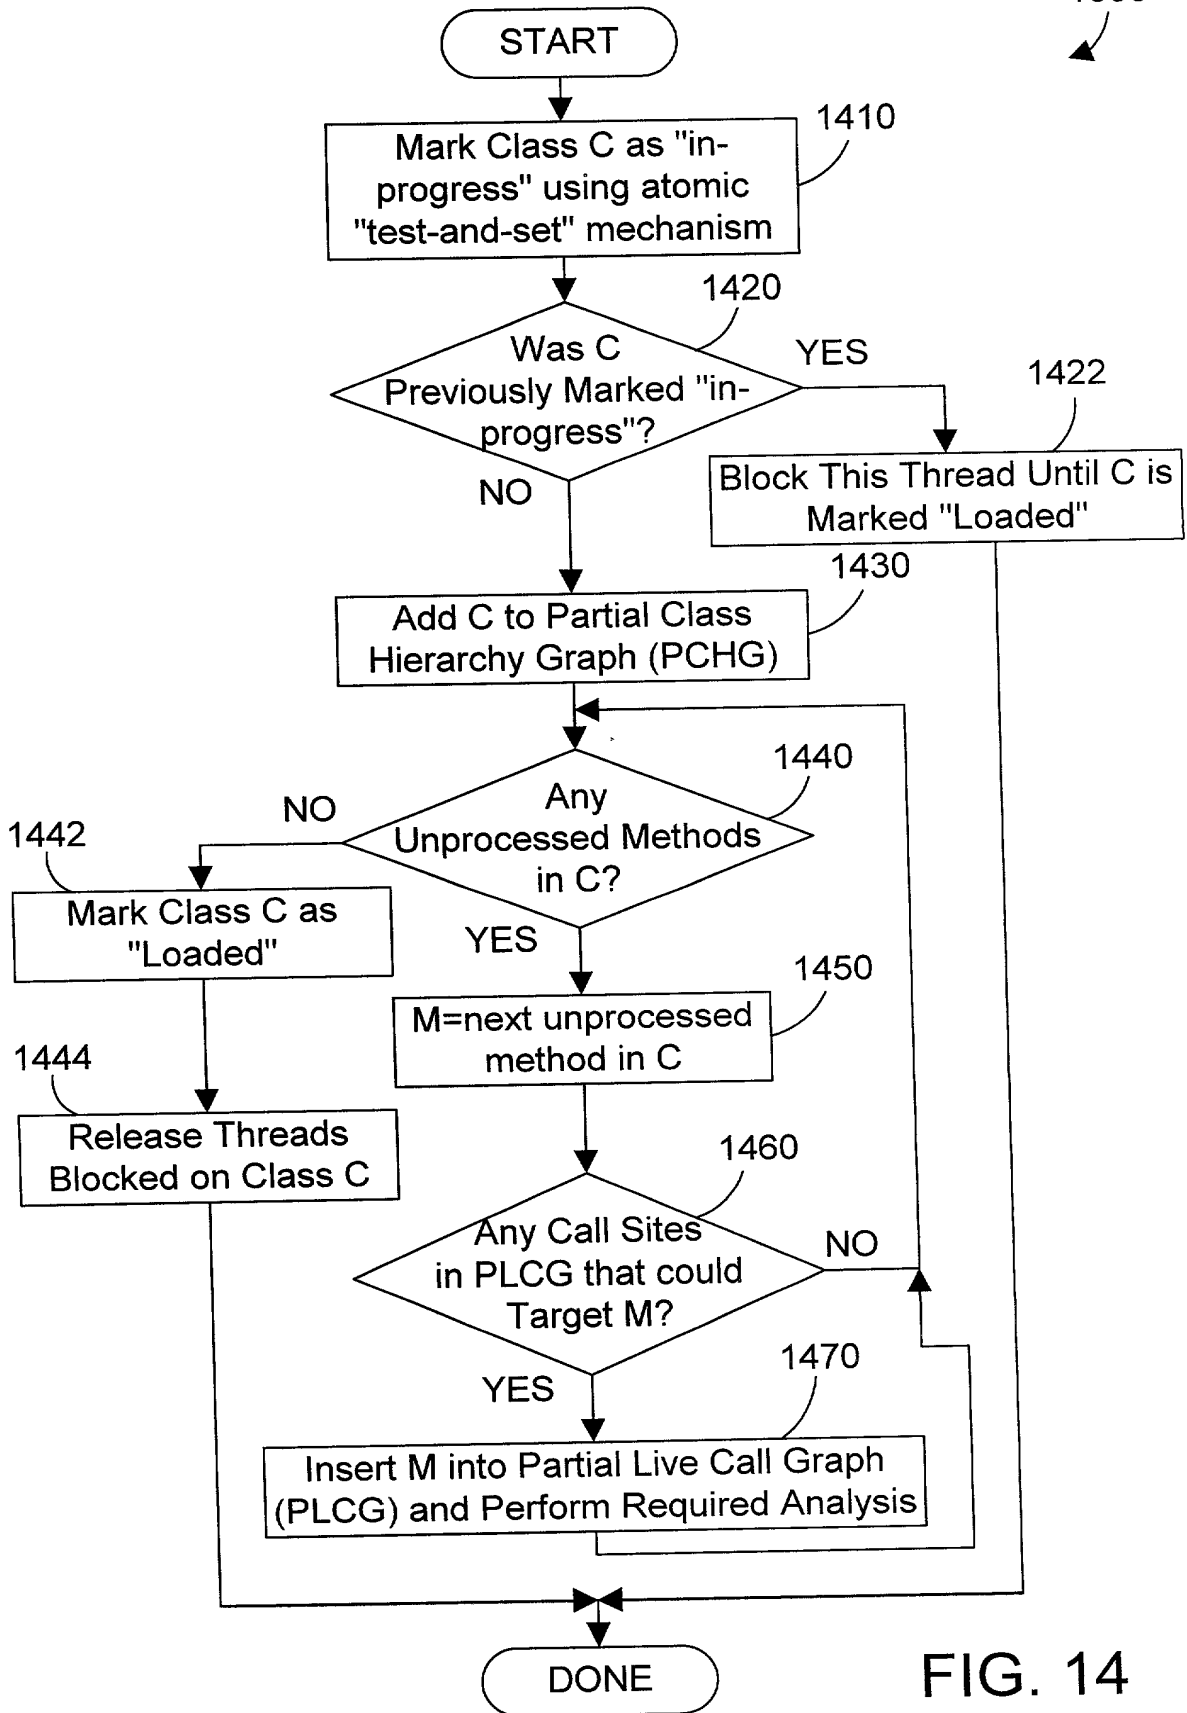 START
1410
Mark Class C as "in-
progress" using atomic
"test-and-set" mechanism
1420
Was C
Previously Marked "in-
progress"?
YES
1422
NO
Block This Thread Until C is
Marked "Loaded"
1430
Add C to Partial Class
Hierarchy Graph (PCHG)
1440
Any
Unprocessed Methods
in C?
NO
1442
Mark Class C as
"Loaded"
YES
1450
M=next unprocessed
method in C
1444
Release Threads
Blocked on Class C
1460
Any Call Sites
in PLCG that could
Target M?
NO
YES
1470
Insert M into Partial Live Call Graph
(PLCG) and Perform Required Analysis
DONE
FIG. 14